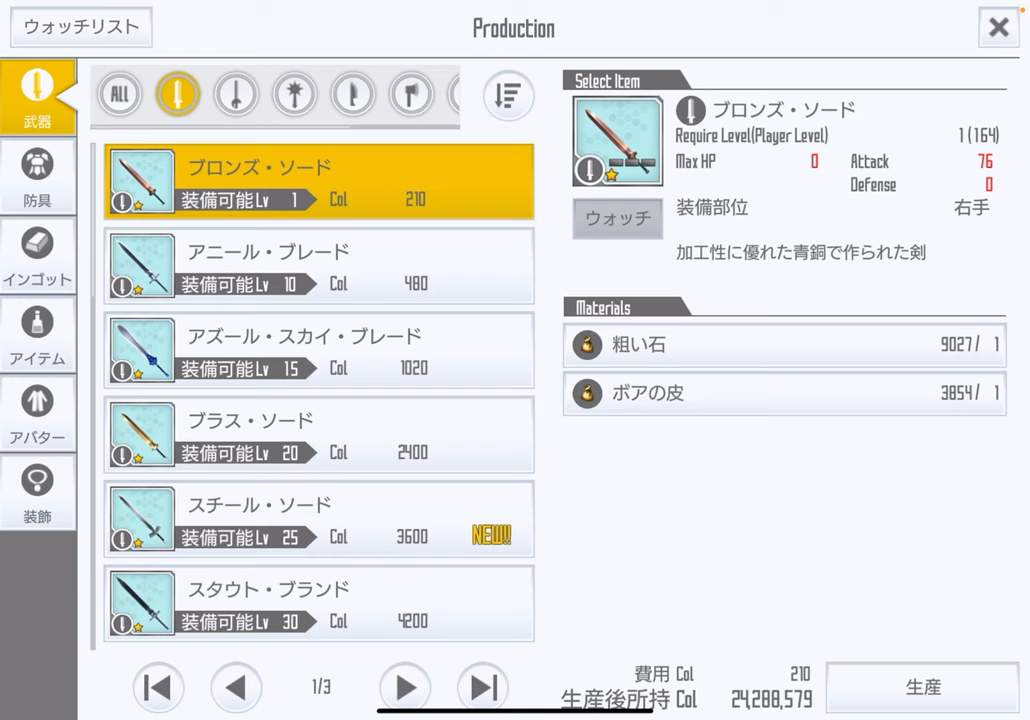 ウォッチリスト
Production
武器
防具
インゴット
アイテム
アバター
装飾
ALL
ブロンズ・ソード
装備可能Lv 1 Col 210
アニール・ブレード
装備可能Lv 10 Col 480
アズール・スカイ・ブレード
装備可能Lv 15 Col 1020
ブラス・ソード
装備可能Lv 20 Col 2400
スチール・ソード
装備可能Lv 25 Col 3600 NEW!!
スタウト・ブランド
装備可能Lv 30 Col 4200
1/3
Select Item
ブロンズ・ソード
Require Level(Player Level) 1(164)
Max HP 0 Attack 76
Defense 0
ウォッチ
装備部位 右手
加工性に優れた青銅で作られた剣
Materials
粗い石 9027/ 1
ボアの皮 3854/ 1
費用 Col 210
生産後所持 Col 24,288,579
生産